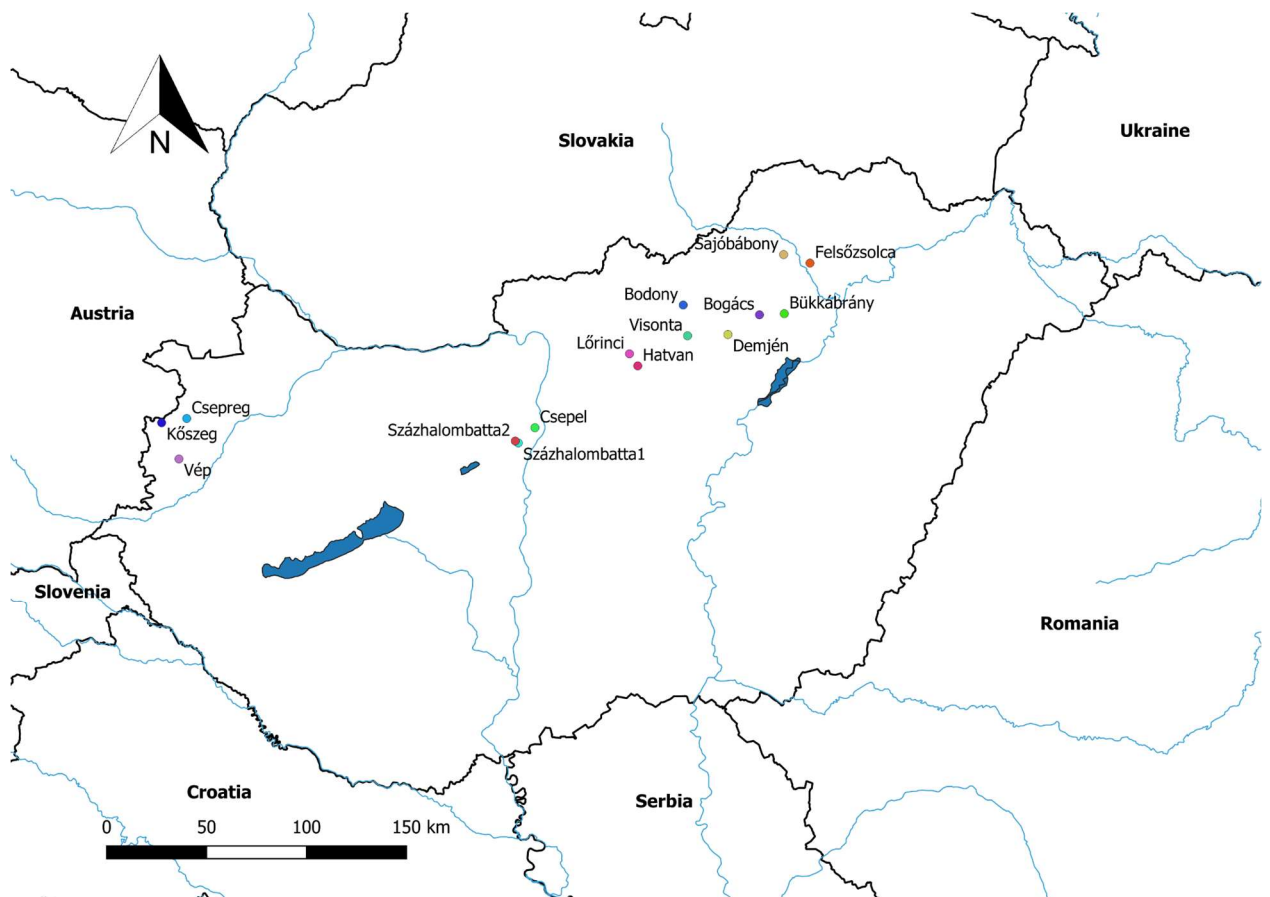 N
Slovakia
Ukraine
Sajóbábony
Felsőzsolca
Bodony
Bogács
Bükkábrány
Austria
Visonta
Lőrinci
Demjén
Hatvan
Csepreg
Csepel
Kőszeg
Százhalombatta2
Százhalombatta1
Vép
Slovenia
Romania
Croatia
Serbia
0 50 100 150 km